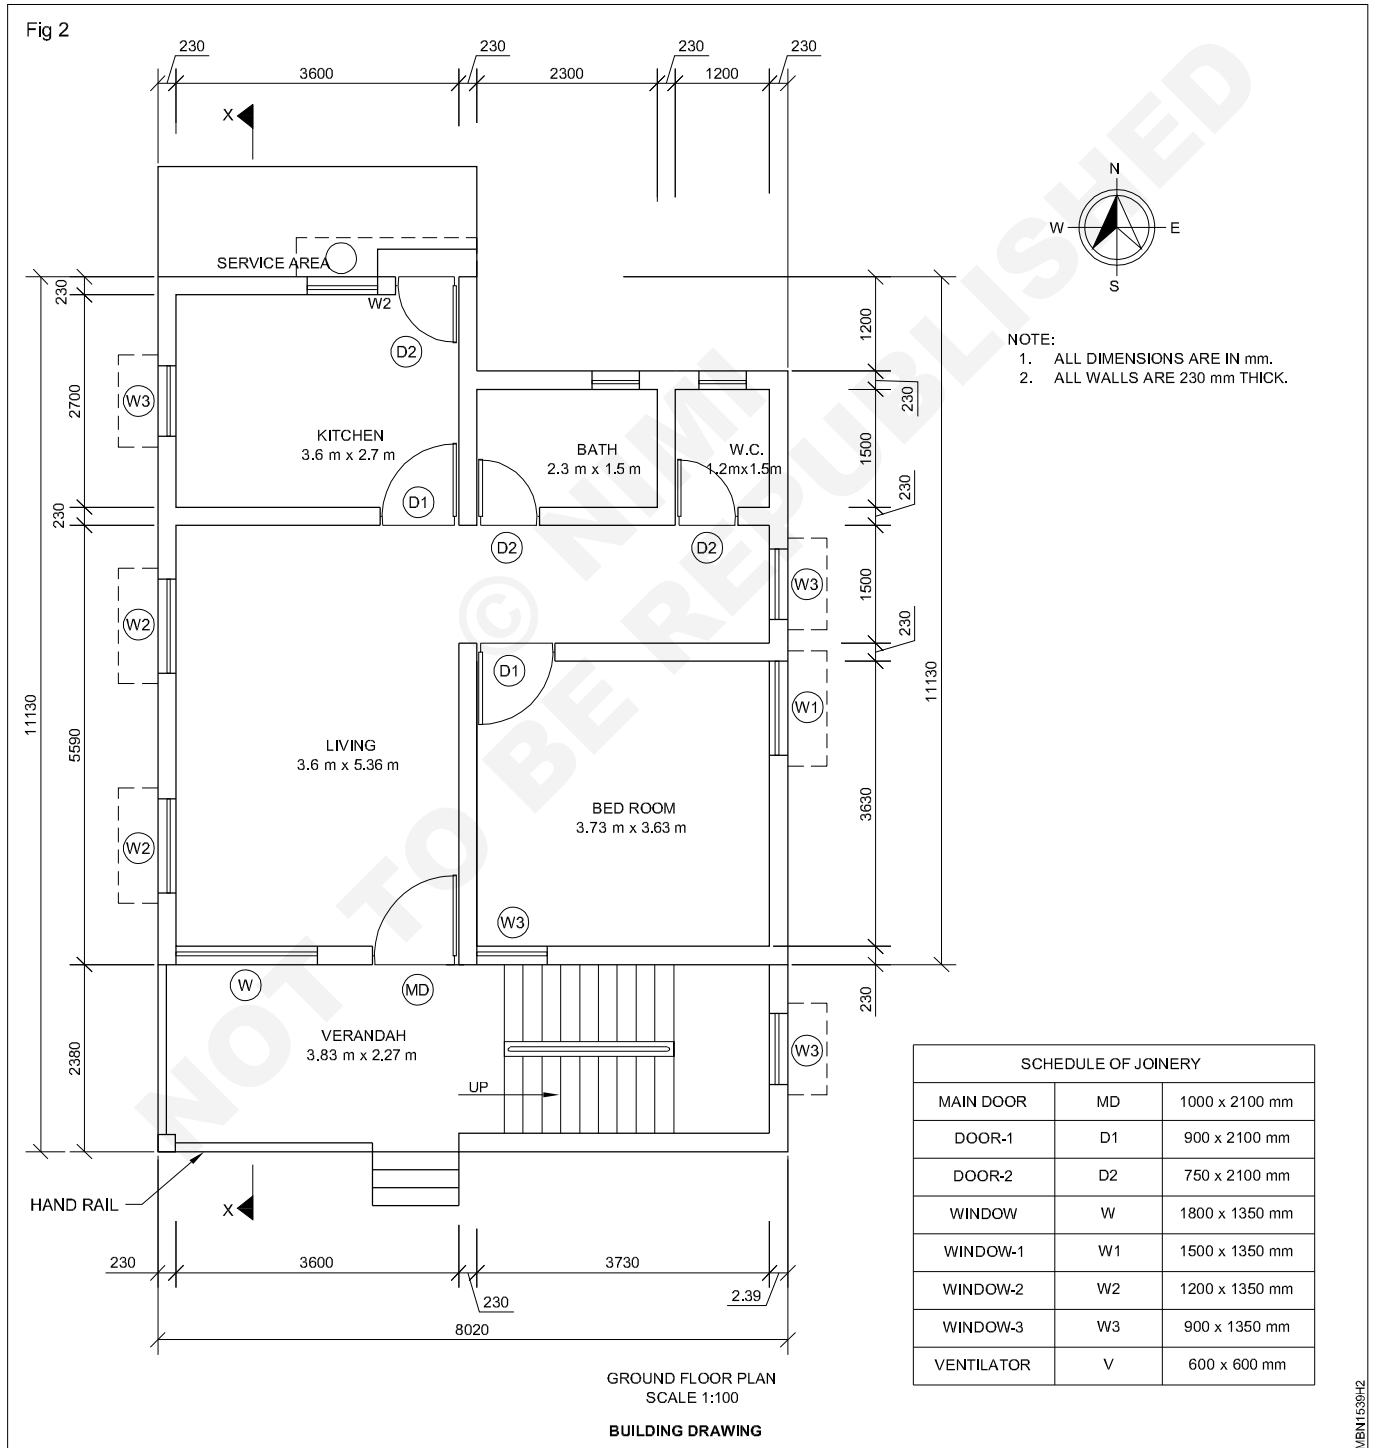 Fig 2
230
230
230
230
3600
2300
1200
X
N
W
E
S
SERVICE AREA
W2
D2
230
1200
NOTE:
1. ALL DIMENSIONS ARE IN mm.
2. ALL WALLS ARE 230 mm THICK.
W3
2700
230
KITCHEN
3.6 m x 2.7 m
BATH
2.3 m x 1.5 m
W.C.
1.2mx1.5m
1500
230
D1
230
D2
D2
W3
1500
W2
230
D1
11130
11130
W1
5590
LIVING
3.6 m x 5.36 m
BED ROOM
3.73 m x 3.63 m
3630
W2
W3
W
MD
230
VERANDAH
3.83 m x 2.27 m
2380
W3
UP
HAND RAIL
X
SCHEDULE OF JOINERY
MAIN DOOR MD 1000 x 2100 mm
DOOR-1 D1 900 x 2100 mm
DOOR-2 D2 750 x 2100 mm
WINDOW W 1800 x 1350 mm
WINDOW-1 W1 1500 x 1350 mm
WINDOW-2 W2 1200 x 1350 mm
WINDOW-3 W3 900 x 1350 mm
VENTILATOR V 600 x 600 mm
230
3600
230
3730
2.39
8020
GROUND FLOOR PLAN
SCALE 1:100
BUILDING DRAWING
MBN1539H2
© NIMI
NOT TO BE REPUBLISHED